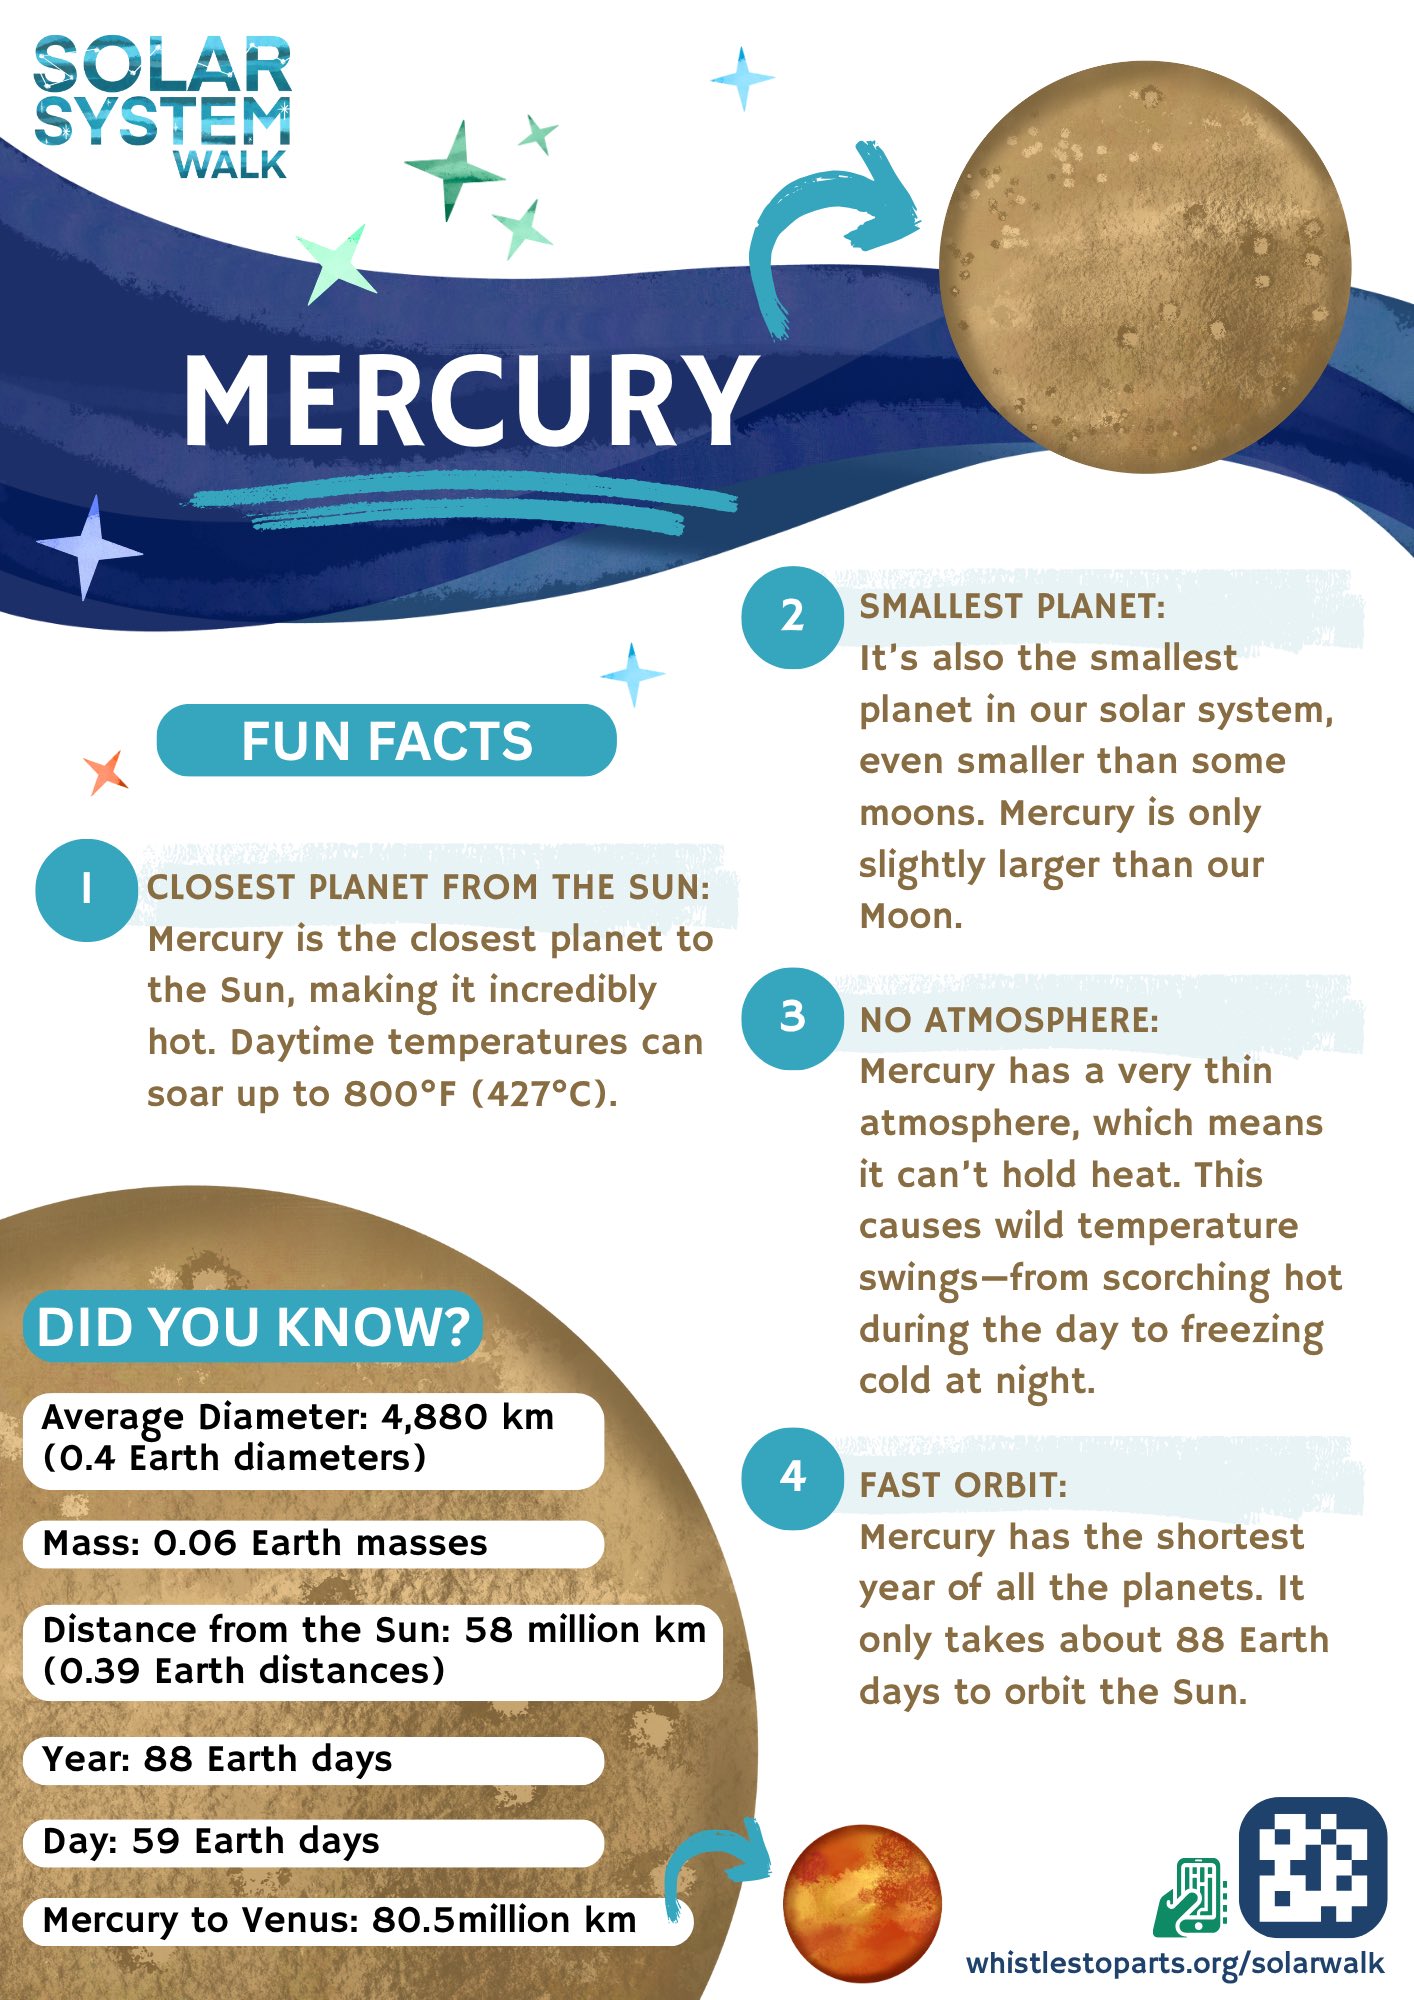 SOLAR
SYSTEM
WALK
MERCURY
FUN FACTS
1
CLOSEST PLANET FROM THE SUN:
Mercury is the closest planet to
the Sun, making it incredibly
hot. Daytime temperatures can
soar up to 800°F (427°C).
2
SMALLEST PLANET:
It's also the smallest
planet in our solar system,
even smaller than some
moons. Mercury is only
slightly larger than our
Moon.
3
NO ATMOSPHERE:
Mercury has a very thin
atmosphere, which means
it can't hold heat. This
causes wild temperature
swings—from scorching hot
during the day to freezing
cold at night.
4
FAST ORBIT:
Mercury has the shortest
year of all the planets. It
only takes about 88 Earth
days to orbit the Sun.
DID YOU KNOW?
Average Diameter: 4,880 km
(0.4 Earth diameters)
Mass: 0.06 Earth masses
Distance from the Sun: 58 million km
(0.39 Earth distances)
Year: 88 Earth days
Day: 59 Earth days
Mercury to Venus: 80.5million km
whistlestoparts.org/solarwalk